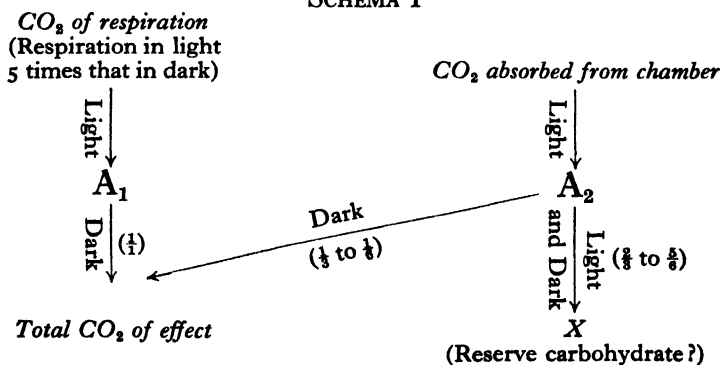 SCHEMA I
CO₂ of respiration
(Respiration in light
5 times that in dark)
CO₂ absorbed from chamber
Light
Light
A₁
A₂
Dark
(1/1)
Dark
(1/3 to 1/6)
Light
and Dark
(2/3 to 5/6)
Total CO₂ of effect
X
(Reserve carbohydrate?)